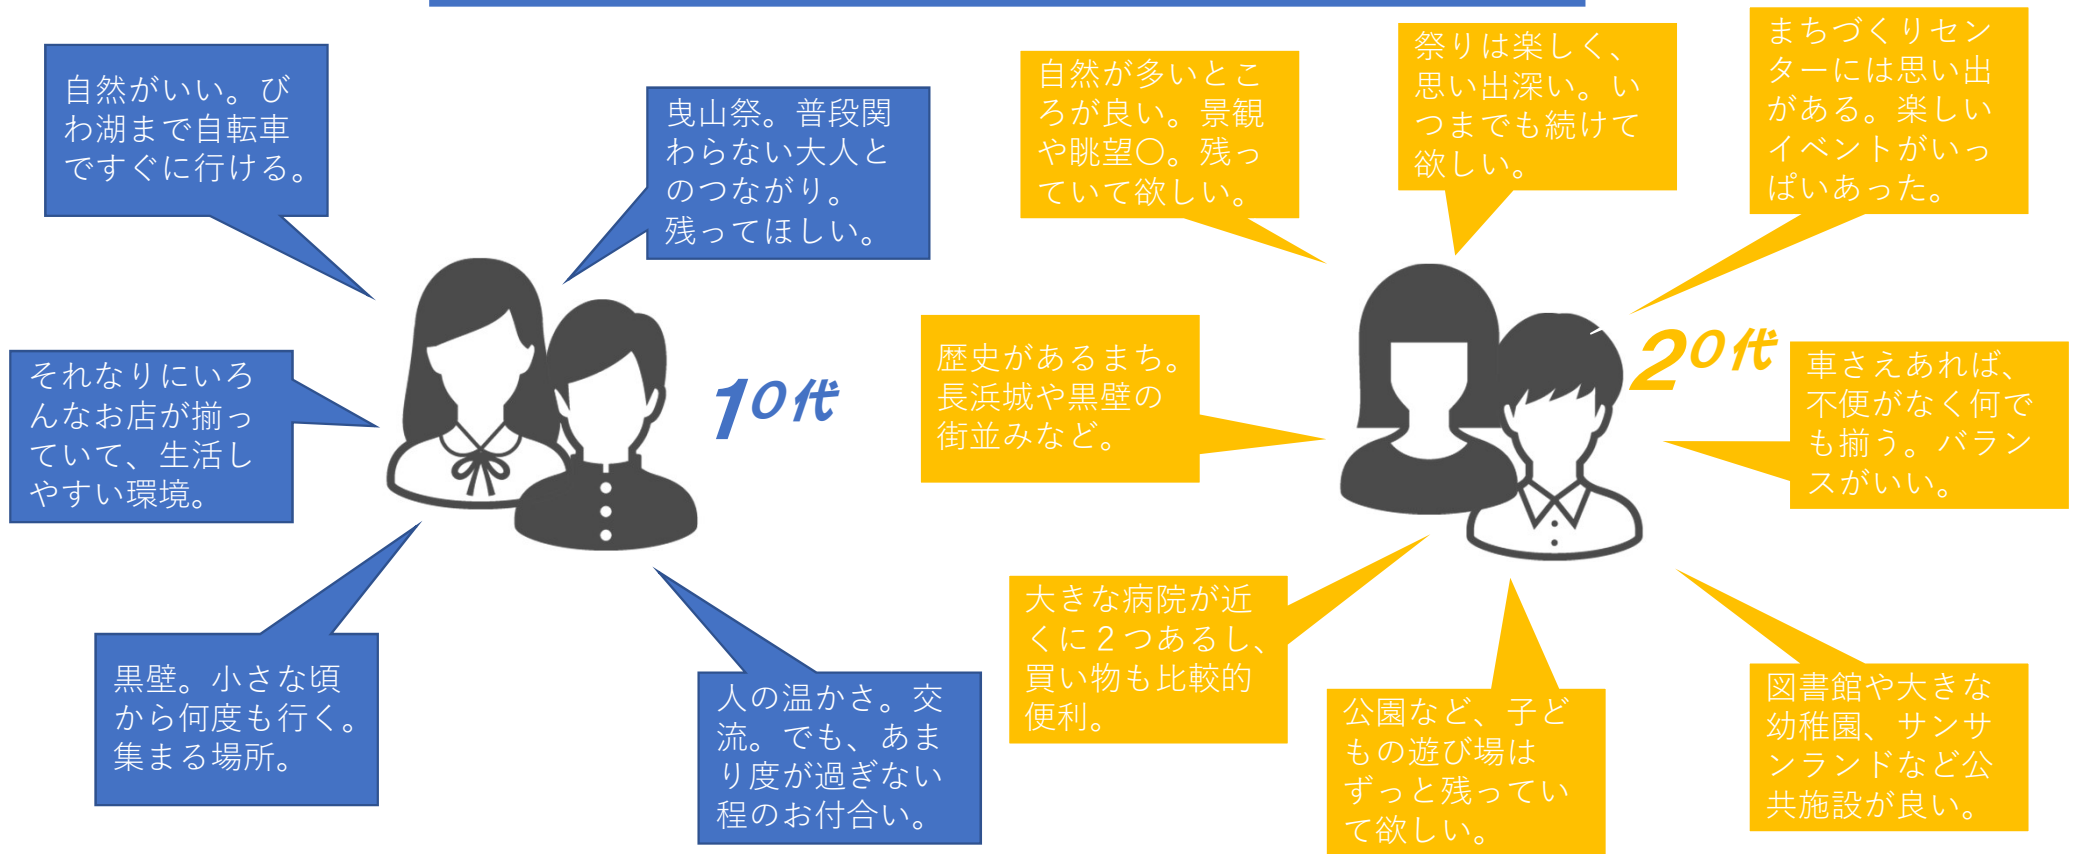 自然がいい。び
わ湖まで自転車
ですぐに行ける。
曳山祭。普段関
わらない大人と
のつながり。
残ってほしい。
それなりにいろ
んなお店が揃っ
ていて、生活し
やすい環境。
10代
黒壁。小さな頃
から何度も行く。
集まる場所。
人の温かさ。交
流。でも、あま
り度が過ぎない
程のお付合い。
自然が多いとこ
ろが良い。景観
や眺望〇。残っ
ていて欲しい。
祭りは楽しく、
思い出深い。い
つまでも続けて
欲しい。
まちづくりセン
ターには思い出
がある。楽しい
イベントがいっ
ぱいあった。
歴史があるまち。
長浜城や黒壁の
街並みなど。
20代
車さえあれば、
不便がなく何で
も揃う。バラン
スがいい。
大きな病院が近
くに２つあるし、
買い物も比較的
便利。
公園など、子ど
もの遊び場は
ずっと残ってい
て欲しい。
図書館や大きな
幼稚園、サンサ
ンランドなど公
共施設が良い。